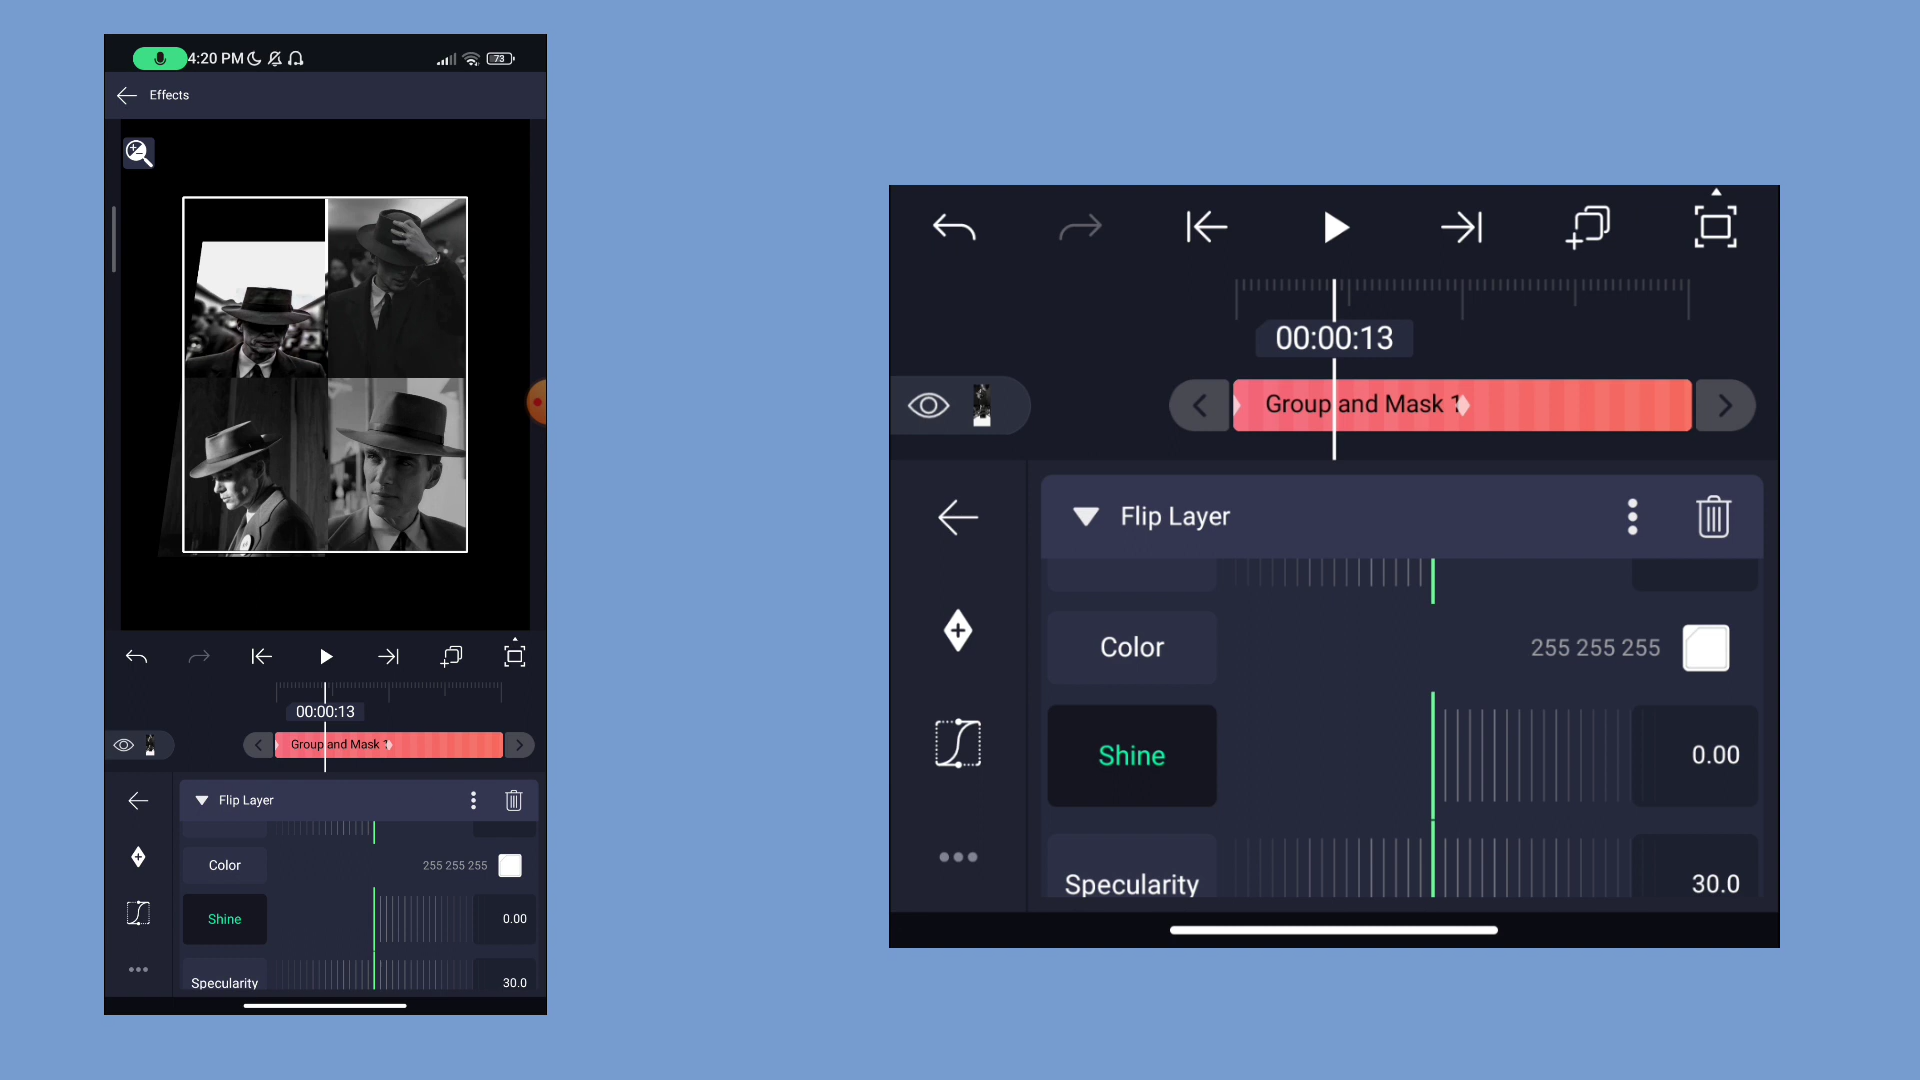 4:20 PM
73
Effects
00:00:13
Group and Mask 1
Flip Layer
Color
255 255 255
Shine
0.00
Specularity
30.0
00:00:13
Group and Mask 1
Flip Layer
Color
255 255 255
Shine
0.00
Specularity
30.0